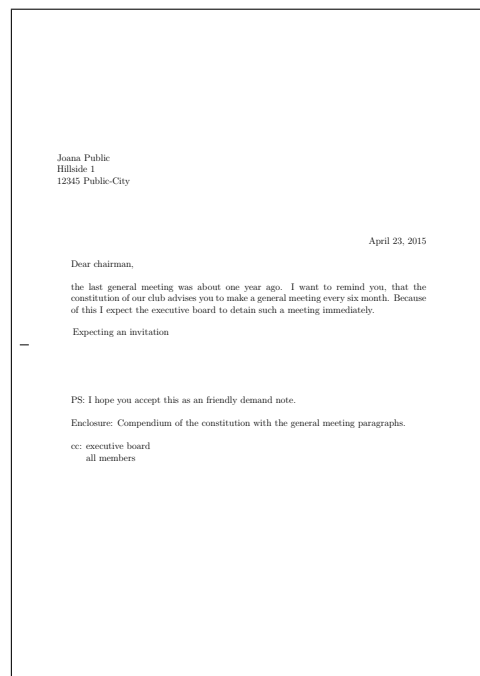 Joana Public
Hillside 1
12345 Public-City
April 23, 2015
Dear chairman,
the last general meeting was about one year ago. I want to remind you, that the
constitution of our club advises you to make a general meeting every six month. Because
of this I expect the executive board to detain such a meeting immediately.
Expecting an invitation
PS: I hope you accept this as an friendly demand note.
Enclosure: Compendium of the constitution with the general meeting paragraphs.
cc: executive board
all members